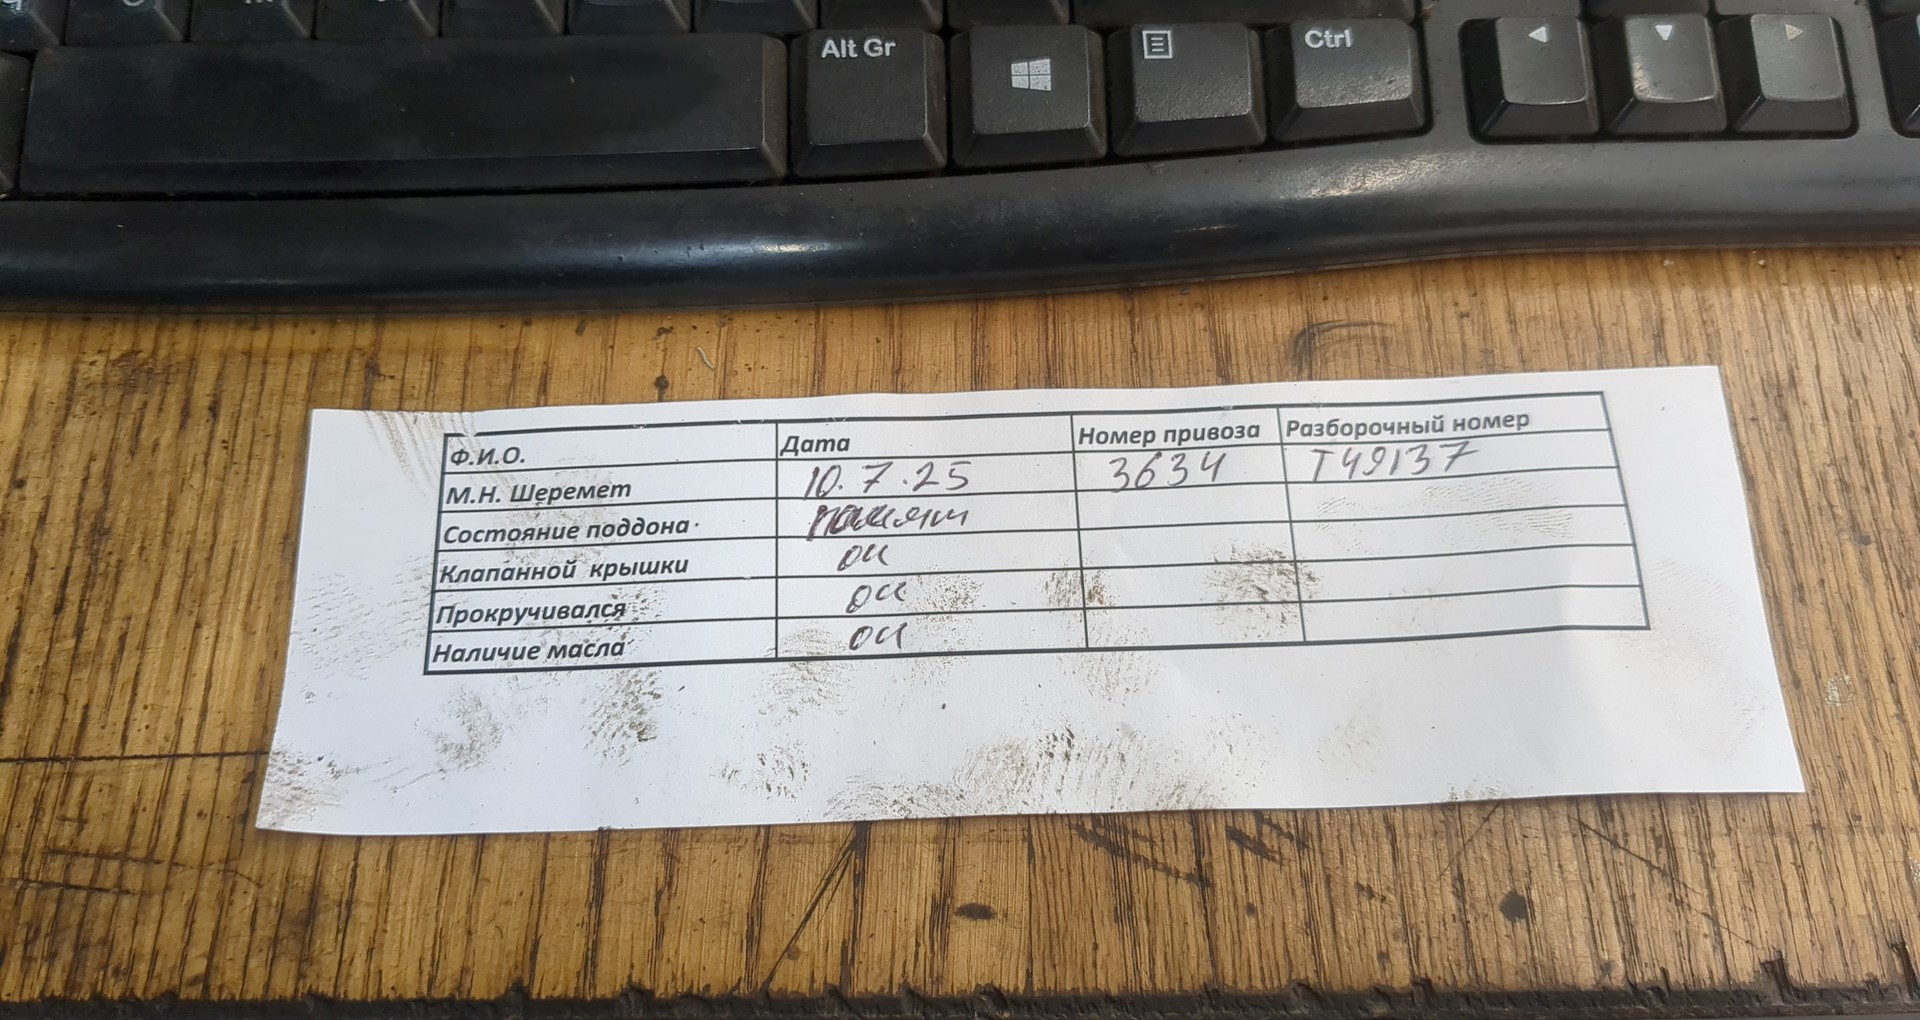 Alt Gr Ctrl
Ф.И.О. Дата Номер привоза Разборочный номер
М.Н. Шеремет 10.7.25 3634 Т49137
Состояние поддона помят
Клапанной крышки ок
Прокручивался ок
Наличие масла ок